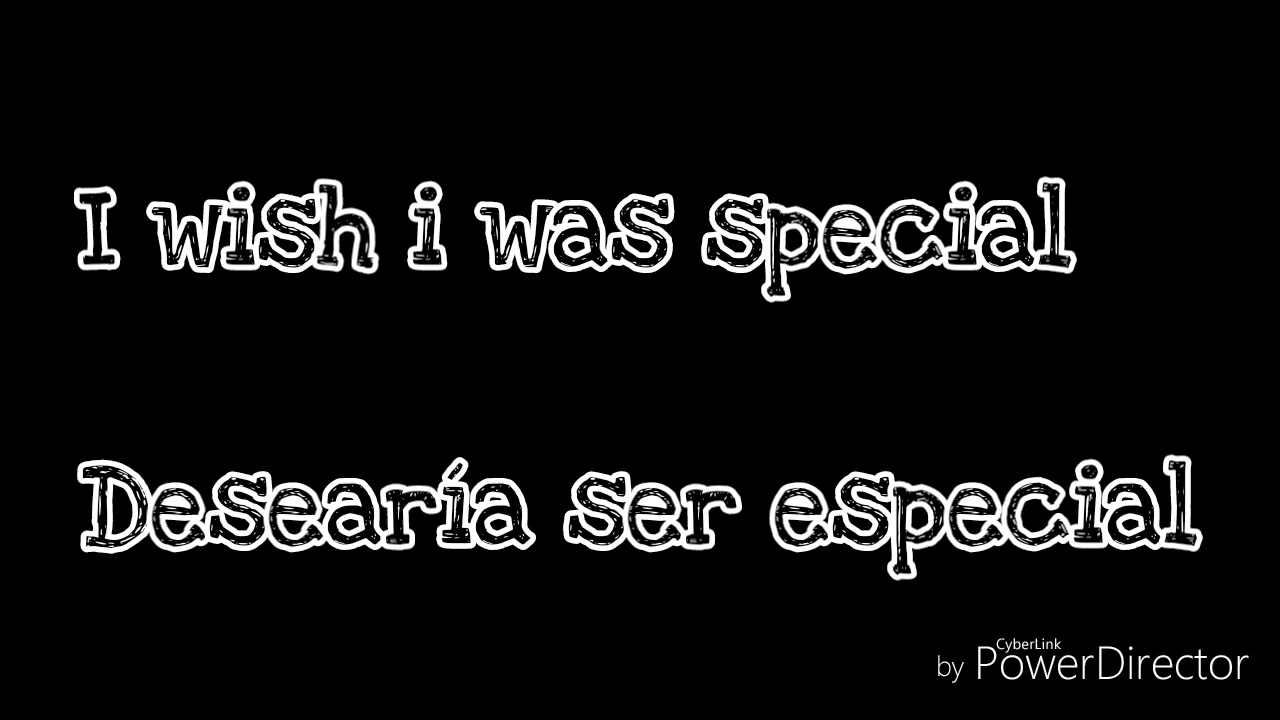 I wish i was special
Desearía ser especial
CyberLink
by PowerDirector